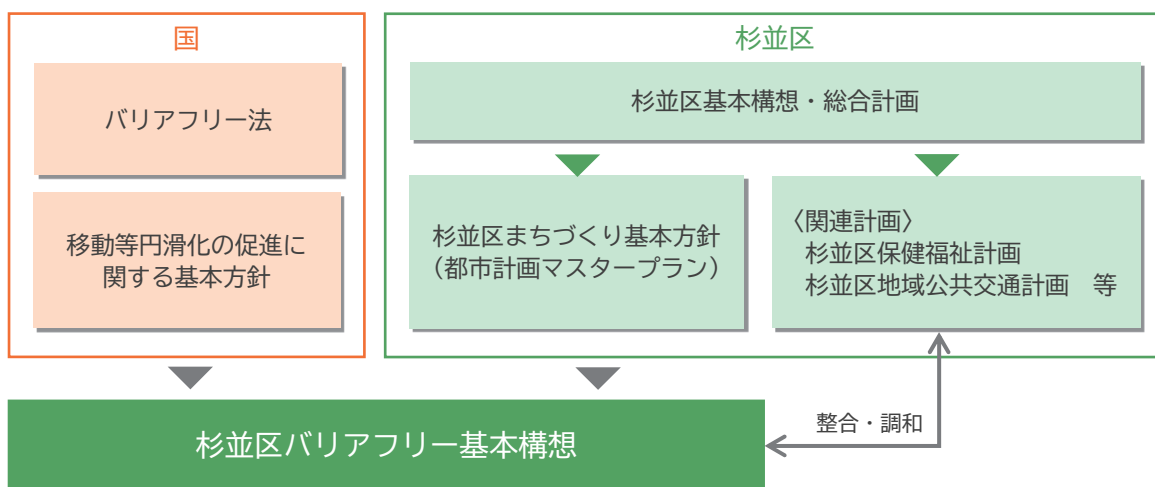 国
バリアフリー法
移動等円滑化の促進に
関する基本方針
杉並区
杉並区基本構想・総合計画
杉並区まちづくり基本方針
（都市計画マスタープラン）
〈関連計画〉
杉並区保健福祉計画
杉並区地域公共交通計画　等
杉並区バリアフリー基本構想
整合・調和